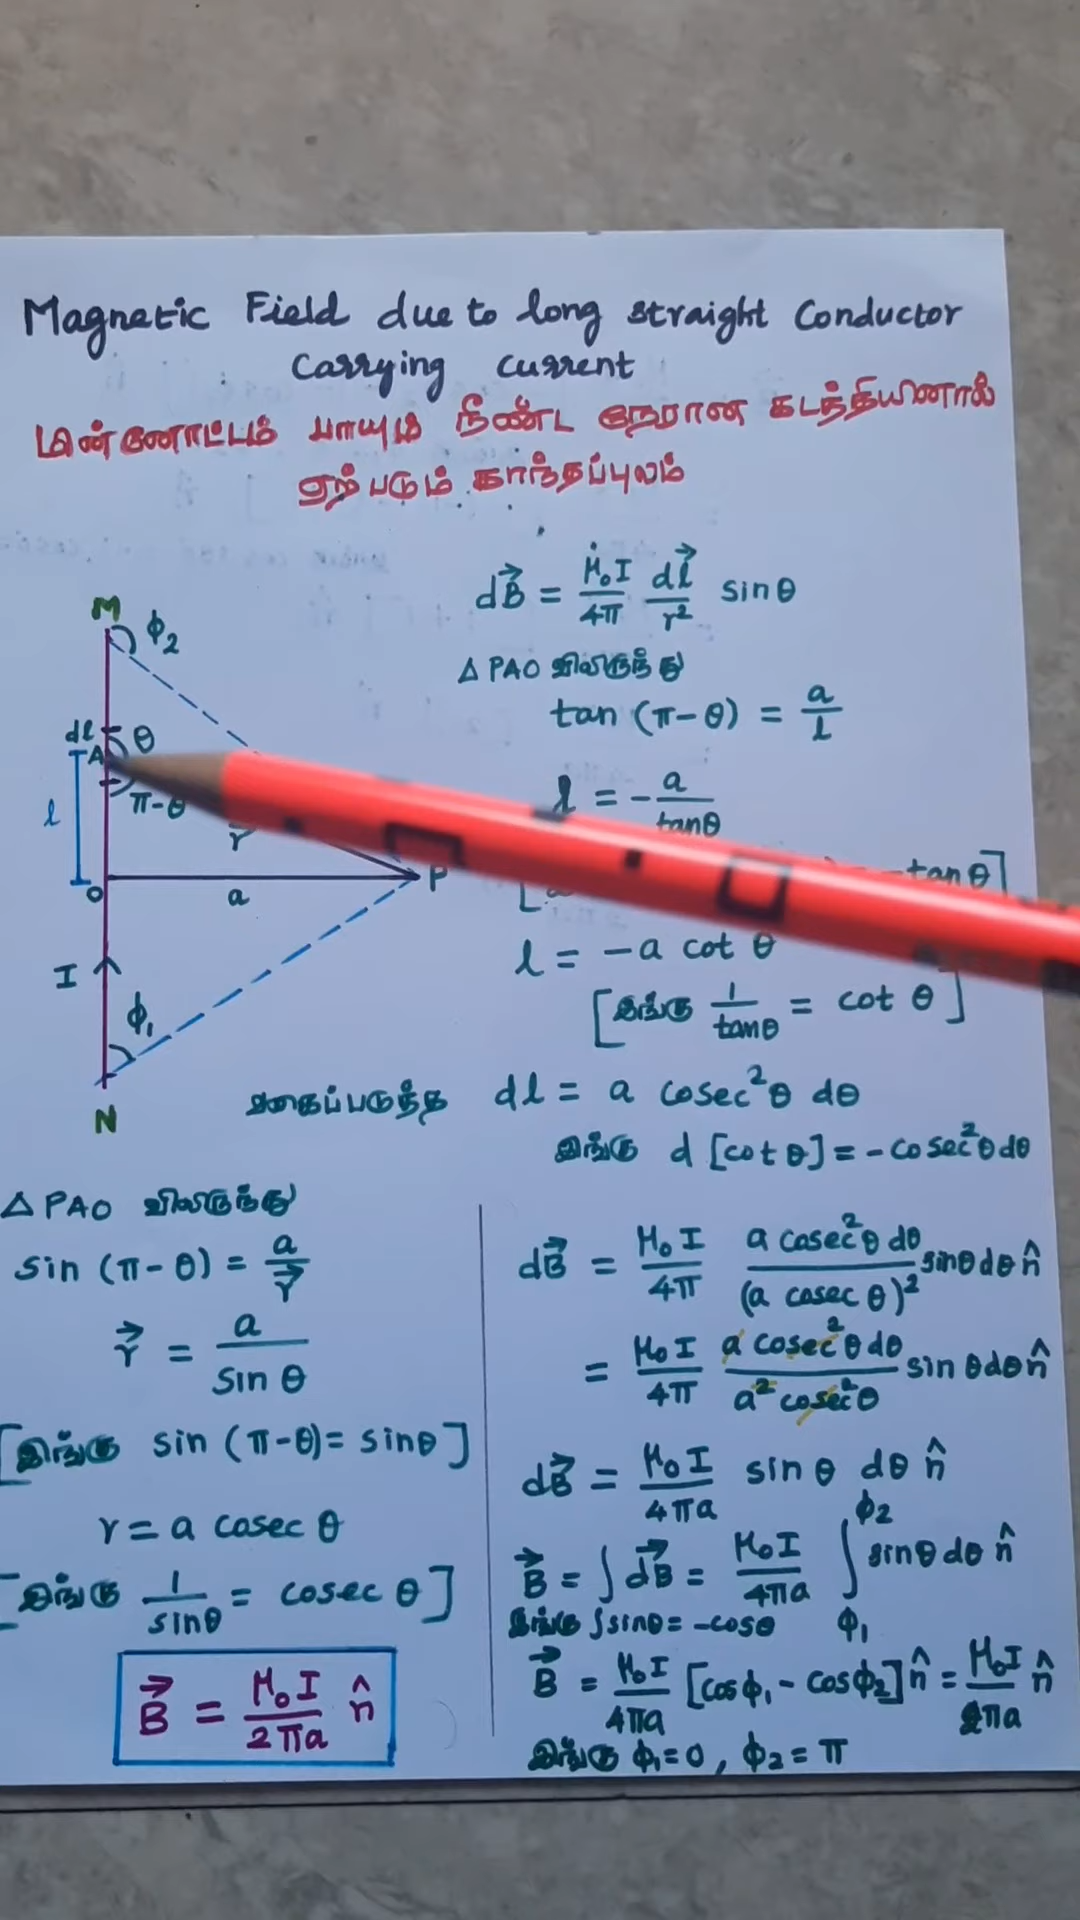 Magnetic Field due to long straight Conductor
Carrying current
மின்னோட்டம் பாயும் நீண்ட நேரான கடத்தியினால்
ஏற்படும் காந்தப்புலம்
dB⃗ = μ₀I/4π dl⃗/r² sinθ
Δ PAO விலிருந்து
tan (π-θ) = a/l
l = -a/tanθ
-tanθ]
l = -a cot θ
[இங்கு 1/tanθ = cot θ]
M
ϕ₂
dl
θ
A
π-θ
l
r
O
a
P
I
ϕ₁
N
வகைப்படுத்த dl = a cosec²θ dθ
இங்கு d [cot θ] = -cosec²θdθ
Δ PAO விலிருந்து
sin (π-θ) = a/r⃗
r⃗ = a/sin θ
[இங்கு sin (π-θ) = sinθ]
r = a cosec θ
[இங்கு 1/sinθ = cosec θ]
B⃗ = μ₀I/2πa n̂
dB⃗ = μ₀I/4π a cosec²θ dθ/(a cosec θ)² sinθ dθ n̂
= μ₀I/4π a cosec²θ dθ/a² cosec²θ sin θ dθ n̂
dB⃗ = μ₀I/4πa sin θ dθ n̂
B⃗ = ∫dB⃗ = μ₀I/4πa ∫ϕ₁^ϕ₂ sinθ dθ n̂
இங்கு ∫sinθ = -cosθ
B⃗ = μ₀I/4πa [cosϕ₁ - cosϕ₂] n̂ = μ₀I/2πa n̂
இங்கு ϕ₁=0, ϕ₂ = π